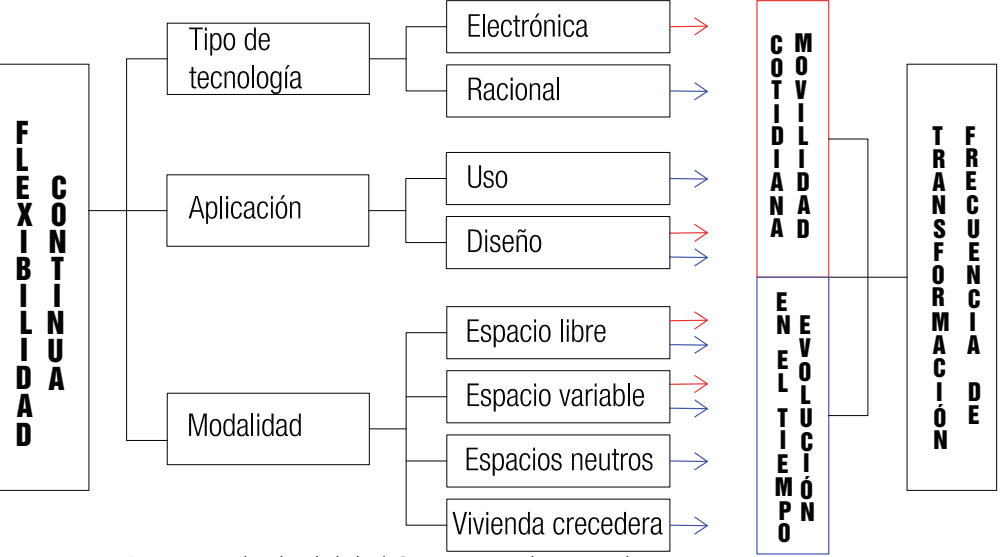 FLEXIBILIDAD
CONTINUA
Tipo de
tecnología
Aplicación
Modalidad
Electrónica
Racional
Uso
Diseño
Espacio libre
Espacio variable
Espacios neutros
Vivienda crecedera
MOVILIDAD
COTIDIANA
EVOLUCIÓN
EN EL TIEMPO
FRECUENCIA DE
TRANSFORMACIÓN